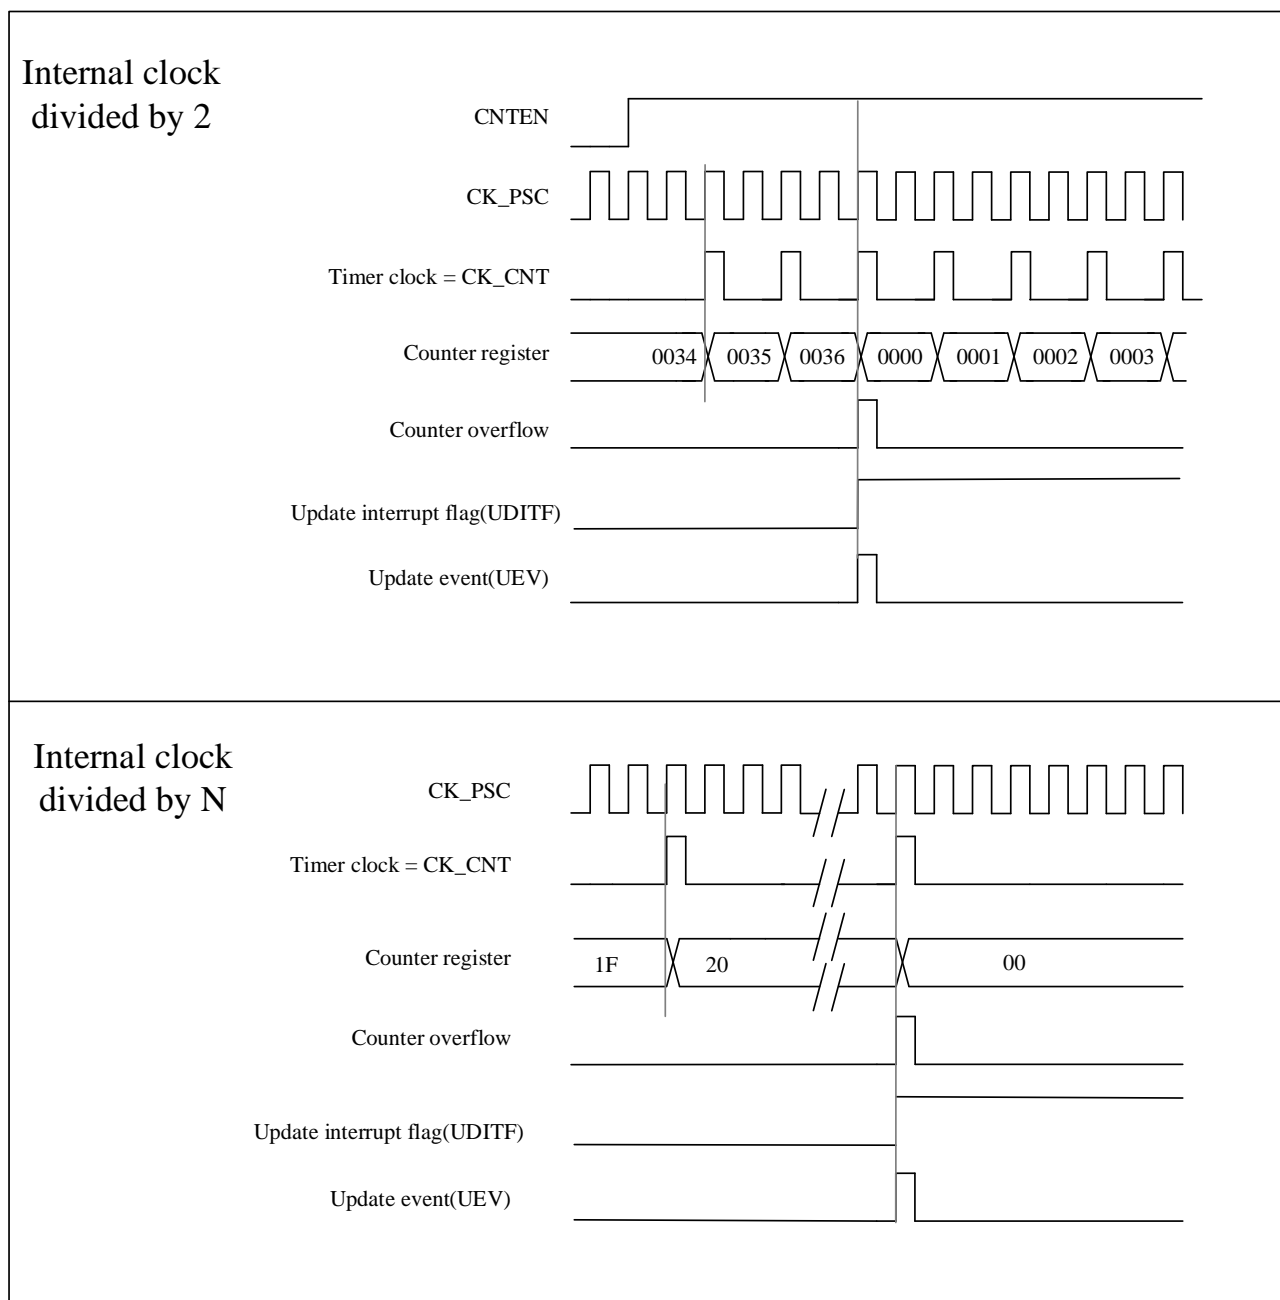 Internal clock
divided by 2
CNTEN
CK_PSC
Timer clock = CK_CNT
Counter register
0034 0035 0036 0000 0001 0002 0003
Counter overflow
Update interrupt flag(UDITF)
Update event(UEV)
Internal clock
divided by N
CK_PSC
Timer clock = CK_CNT
Counter register
1F 20 00
Counter overflow
Update interrupt flag(UDITF)
Update event(UEV)